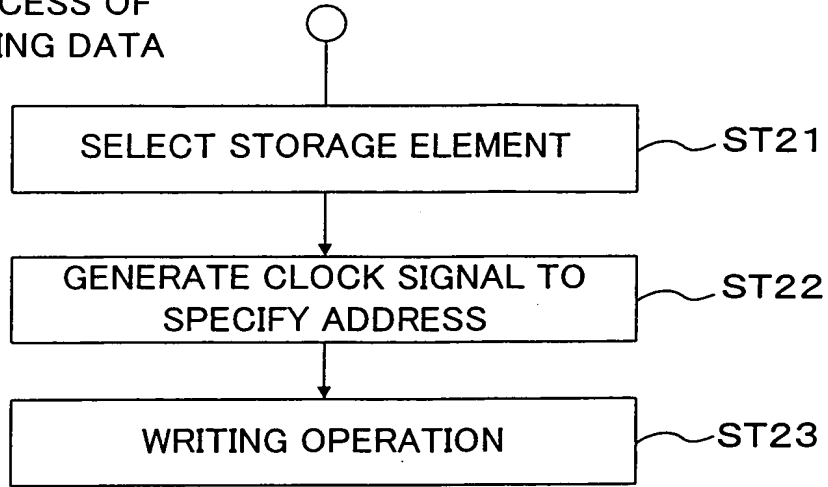 CESS OF
ING DATA
SELECT STORAGE ELEMENT
ST21
GENERATE CLOCK SIGNAL TO
SPECIFY ADDRESS
ST22
WRITING OPERATION
ST23